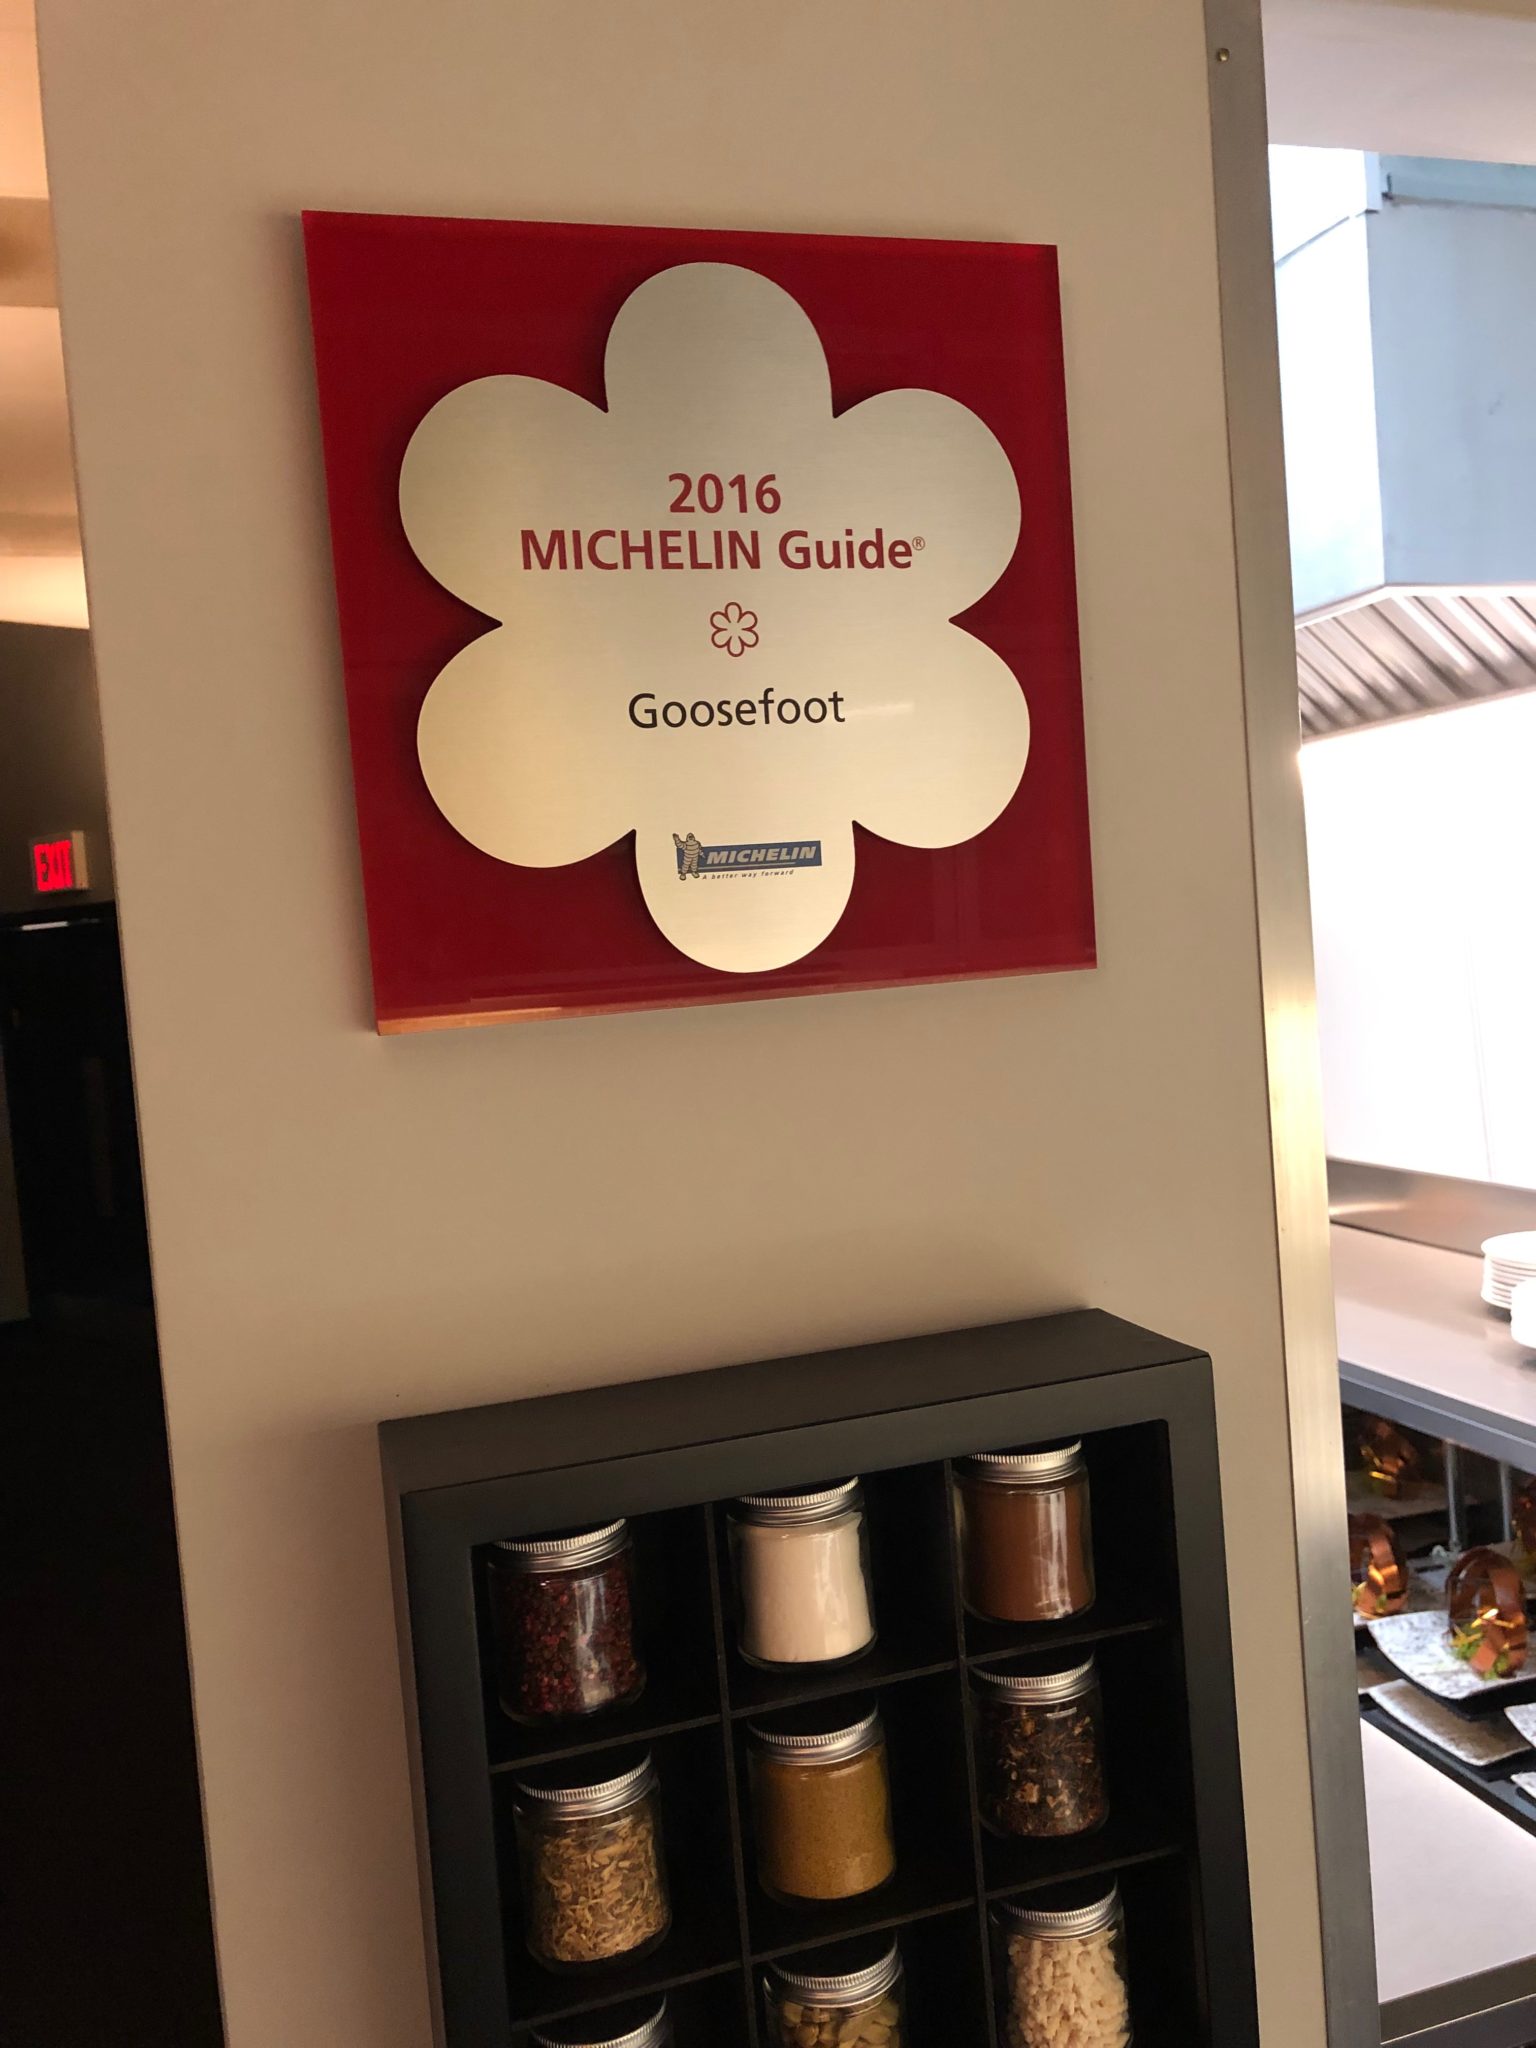 2016
MICHELIN Guide®
Goosefoot
MICHELIN
A better way forward
EXIT